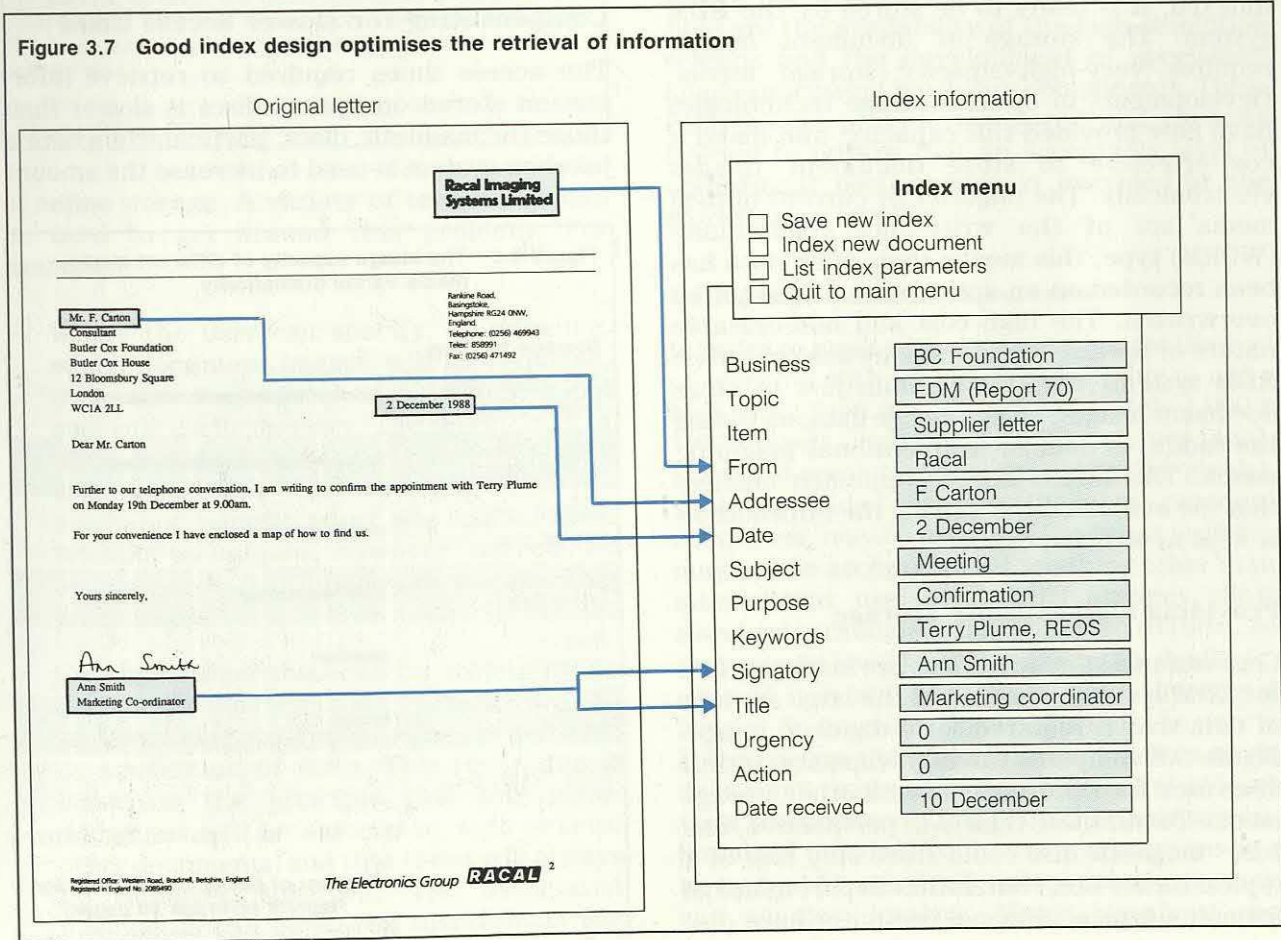 Figure 3.7 Good index design optimises the retrieval of information
Original letter
Racal Imaging
Systems Limited
Rankine Road,
Basingstoke,
Hampshire RG24 0NW,
England.
Telephone: (0256) 469943
Telex: 858991
Fax: (0256) 471492
Mr. F. Carton
Consultant
Butler Cox Foundation
Butler Cox House
12 Bloomsbury Square
London
WC1A 2LL
2 December 1988
Dear Mr. Carton
Further to our telephone conversation, I am writing to confirm the appointment with Terry Plume
on Monday 19th December at 9.00am.
For your convenience I have enclosed a map of how to find us.
Yours sincerely,
Ann Smith
Ann Smith
Marketing Co-ordinator
Registered Office: Western Road, Bracknell, Berkshire, England.
Registered in England No. 2089490
The Electronics Group RACAL 2
Index information
Index menu
Save new index
Index new document
List index parameters
Quit to main menu
Business BC Foundation
Topic EDM (Report 70)
Item Supplier letter
From Racal
Addressee F Carton
Date 2 December
Subject Meeting
Purpose Confirmation
Keywords Terry Plume, REOS
Signatory Ann Smith
Title Marketing coordinator
Urgency 0
Action 0
Date received 10 December